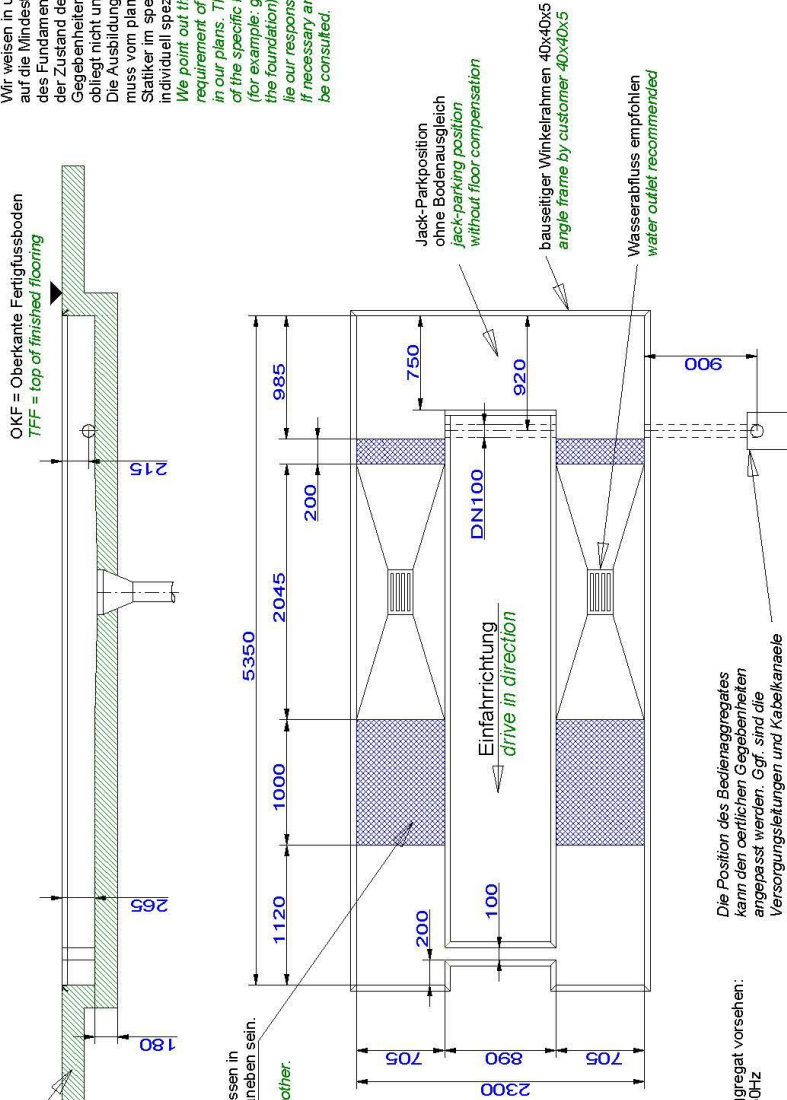 Wir weisen in u
auf die Mindest
des Fundamen
der Zustand de
Gegebenheiten
obliegt nicht un
Die Ausbildung
muss vom plan
Statiker im spe
individuell spez
We point out th
requirement of
in our plans. Th
of the specific l
(for example: g
the foundation)
lie our respons
If necessary an
be consulted.
OKF = Oberkante Fertigfussboden
TFF = top of finished flooring
215
265
180
Jack-Parkposition
ohne Bodenausgleich
jack-parking position
without floor compensation
bauseitiger Winkelrahmen 40x40x5
angle frame by customer 40x40x5
Wasserabfluss empfohlen
water outlet recommended
5350
1120
1000
2045
200
985
750
920
900
DN100
Einfahrrichtung
drive in direction
200
100
705
890
705
2300
ssen in
neben sein.
other.
Die Position des Bedienaggregates
kann den oertlichen Gegebenheiten
angepasst werden. Ggf. sind die
Versorgungsleitungen und Kabelkanaele
ggregat vorsehen:
0Hz